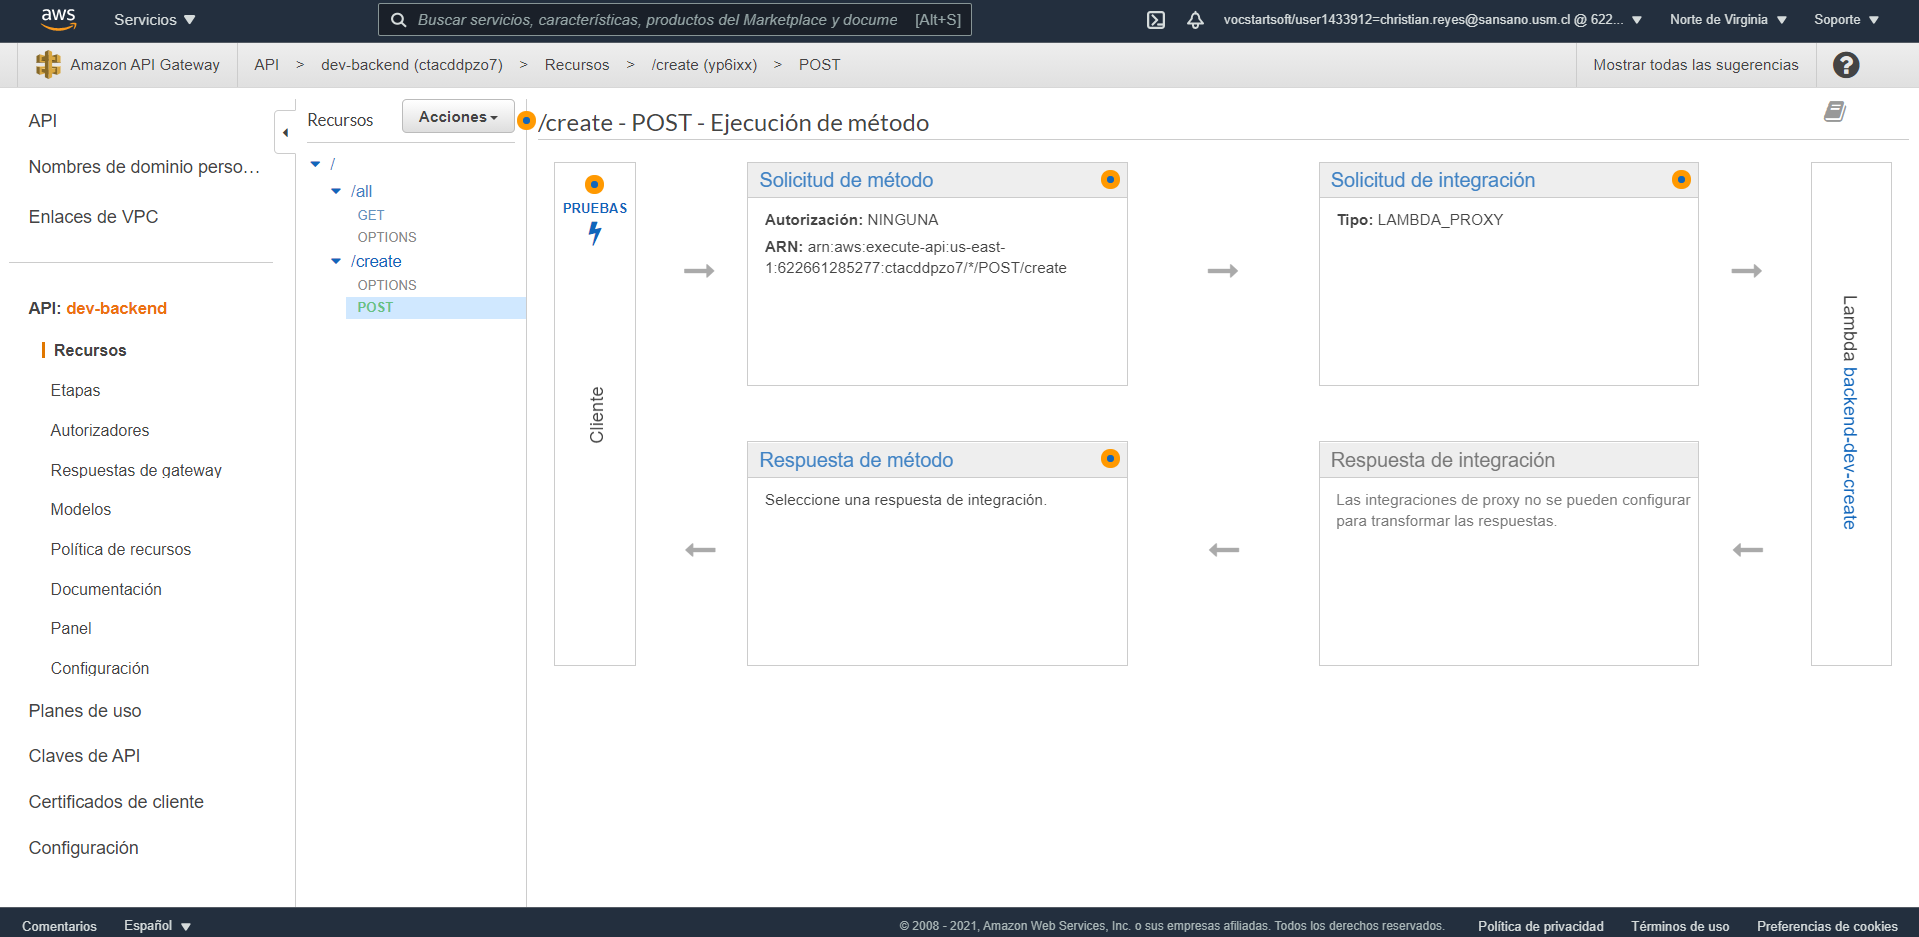 aws
Servicios
Buscar servicios, características, productos del Marketplace y docume
[Alt+S]
vocstartsoft/user1433912=christian.reyes@sansano.usm.cl @ 622...
Norte de Virginia
Soporte
Amazon API Gateway
API > dev-backend (ctacddpzo7) > Recursos > /create (yp6ixx) > POST
Mostrar todas las sugerencias
?
API
Nombres de dominio perso...
Enlaces de VPC
API: dev-backend
Recursos
Etapas
Autorizadores
Respuestas de gateway
Modelos
Política de recursos
Documentación
Panel
Configuración
Planes de uso
Claves de API
Certificados de cliente
Configuración
Recursos
Acciones
/
/all
GET
OPTIONS
/create
OPTIONS
POST
/create - POST - Ejecución de método
PRUEBAS
Cliente
Solicitud de método
Autorización: NINGUNA
ARN: arn:aws:execute-api:us-east-
1:622661285277:ctacddpzo7/*/POST/create
Solicitud de integración
Tipo: LAMBDA_PROXY
Lambda backend-dev-create
Respuesta de método
Seleccione una respuesta de integración.
Respuesta de integración
Las integraciones de proxy no se pueden configurar
para transformar las respuestas.
Comentarios
Español
© 2008 - 2021, Amazon Web Services, Inc. o sus empresas afiliadas. Todos los derechos reservados.
Política de privacidad
Términos de uso
Preferencias de cookies